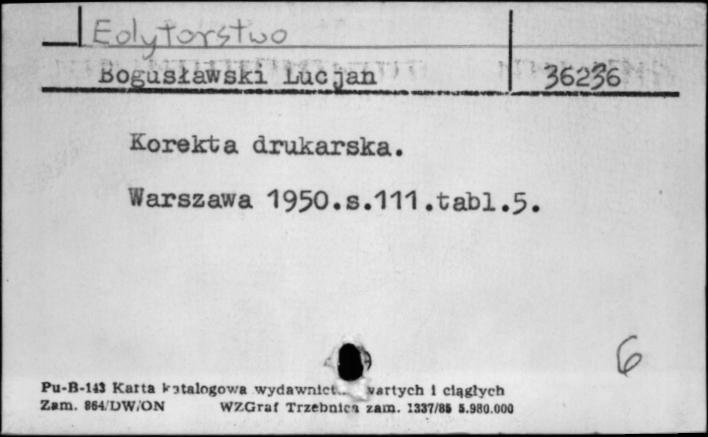 Edytorstwo
Bogusławski Lucjan 36236
Korekta drukarska.
Warszawa 1950.s.111.tabl.5.
6
Pu-B-143 Karta katalogowa wydawnict.. wartych i ciągłych
Zam. 864/DW/ON WZGraf Trzebnica zam. 1337/85 5.980.000